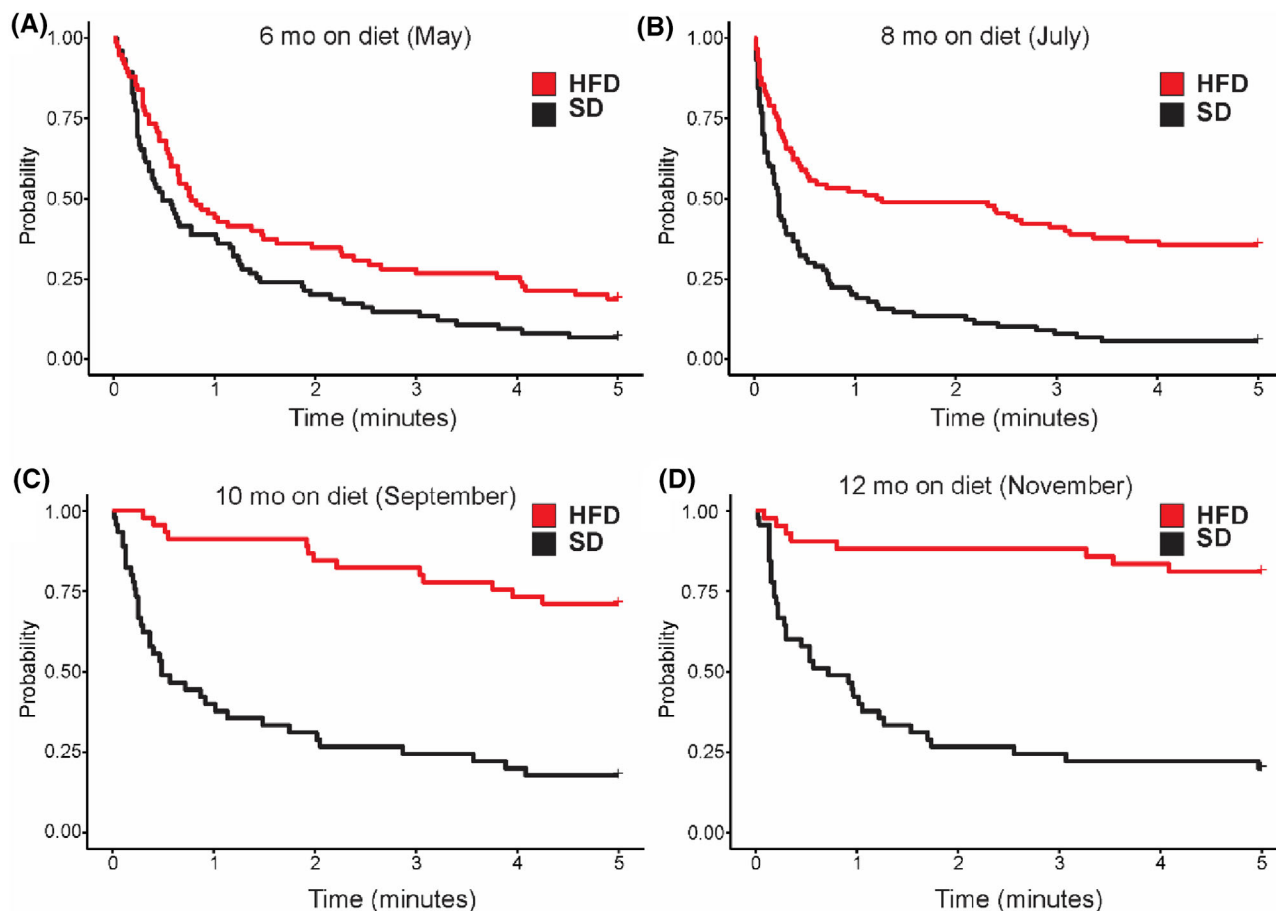 (A)
6 mo on diet (May)
HFD
SD
1.00
0.75
0.50
0.25
0.00
Probability
0 1 2 3 4 5
Time (minutes)
(B)
8 mo on diet (July)
HFD
SD
1.00
0.75
0.50
0.25
0.00
Probability
0 1 2 3 4 5
Time (minutes)
(C)
10 mo on diet (September)
HFD
SD
1.00
0.75
0.50
0.25
0.00
Probability
0 1 2 3 4 5
Time (minutes)
(D)
12 mo on diet (November)
HFD
SD
1.00
0.75
0.50
0.25
0.00
Probability
0 1 2 3 4 5
Time (minutes)